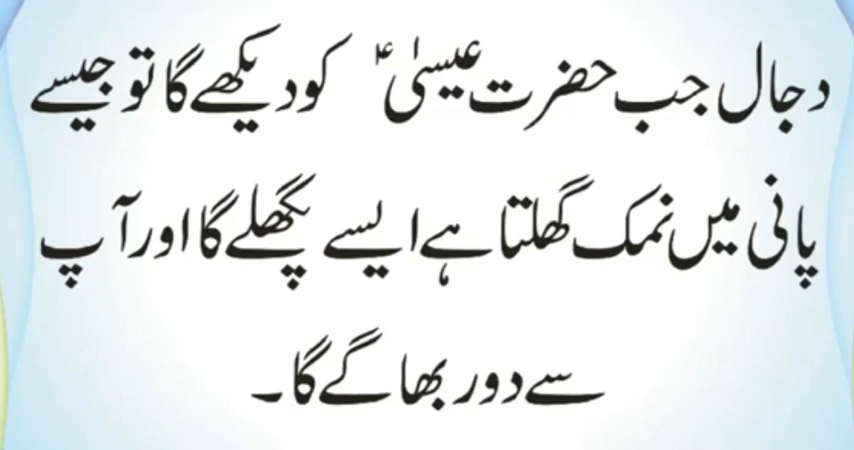 دجال جب حضرت عیسیٰؑ کو دیکھے گا تو جیسے
پانی میں نمک گھلتا ہے ایسے پگھلے گا اور آپ
سے دور بھاگے گا۔